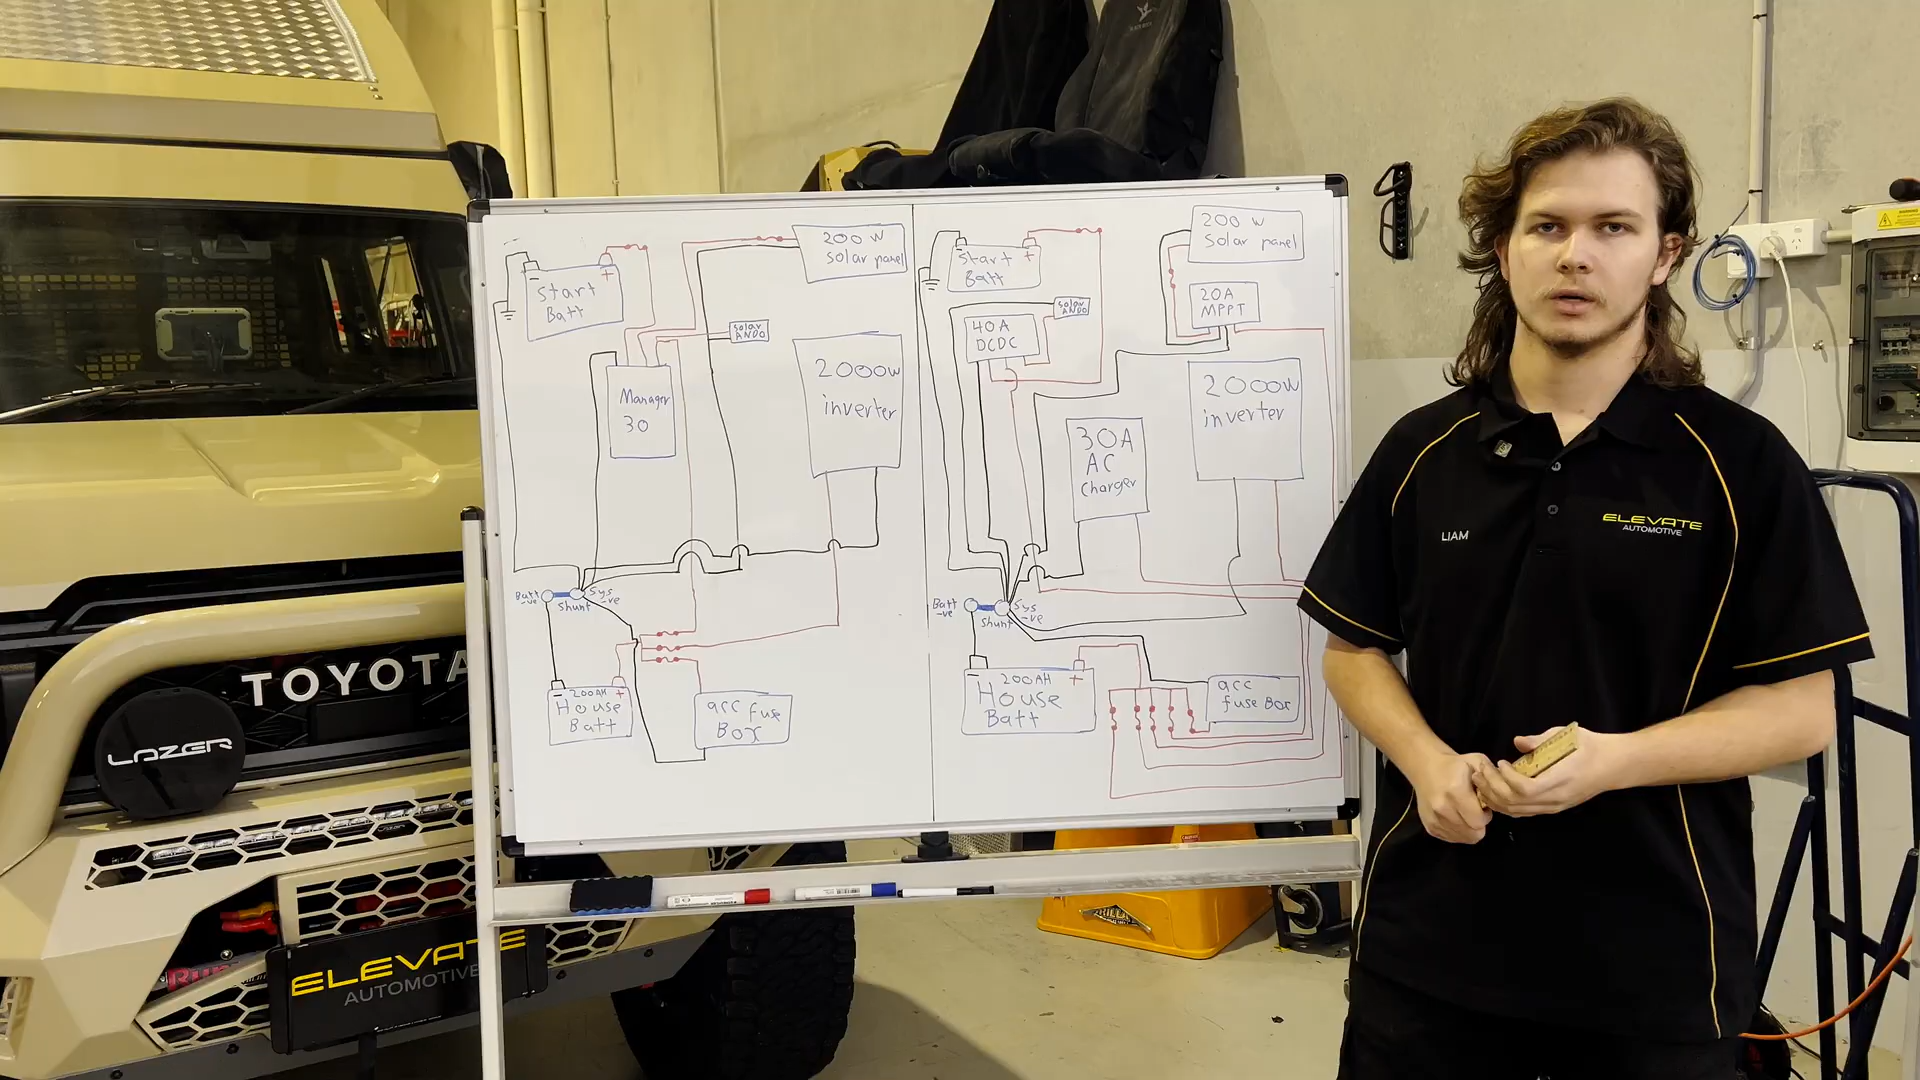 200 W
Solar panel
Start
Batt
Solar
ANDO
Manager
30
2000W
inverter
Batt
-ve
Shunt
Sys
-ve
200AH
House
Batt
acc fuse
Box
Start
Batt
200 W
Solar panel
20A
MPPT
Solar
ANDO
40A
DCDC
30A
AC
Charger
2000W
inverter
Batt
-ve
Shunt
Sys
-ve
200AH
House
Batt
acc
fuse Box
LIAM
ELEVATE
AUTOMOTIVE
TOYOTA
LAZER
LAZER
ELEVATE
AUTOMOTIVE